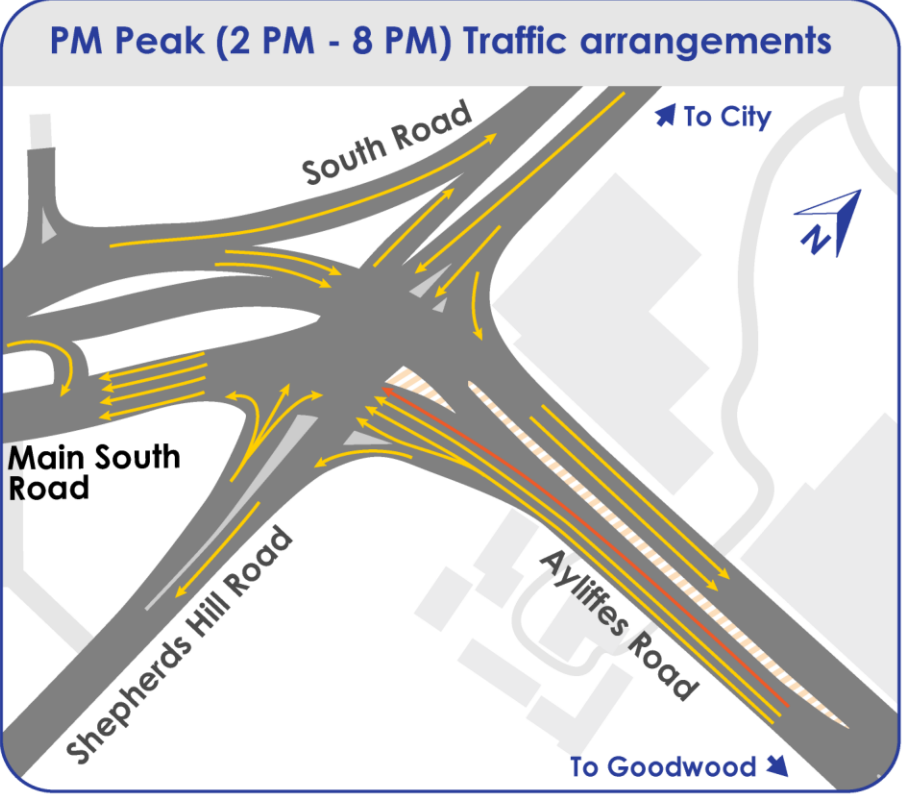 PM Peak (2 PM - 8 PM) Traffic arrangements
South Road
To City
N
Main South
Road
Shepherds Hill Road
Ayliffes Road
To Goodwood